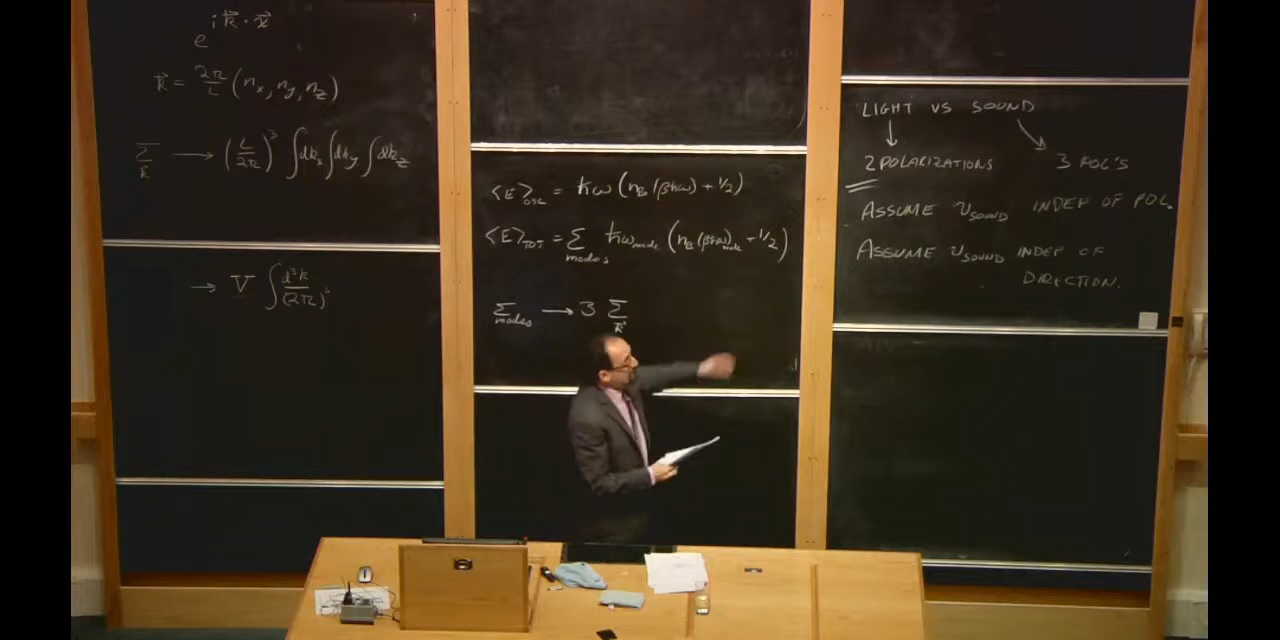 e^{i k⃗ · x⃗}
k⃗ = 2π/L (n_x, n_y, n_z)
Σ_k⃗ → (L/2π)^3 ∫dk_x ∫dk_y ∫dk_z
→ V ∫ d^3k/(2π)^3
<E>_OSC = ℏω (n_B(βℏω) + 1/2)
<E>_TOT = Σ_modes ℏω_mode (n_B(βℏω)_mode + 1/2)
Σ_modes → 3 Σ_k⃗
LIGHT VS SOUND
↓ ↘
2 POLARIZATIONS 3 POL'S
ASSUME v_SOUND INDEP OF POL.
ASSUME v_SOUND INDEP OF
DIRECTION.